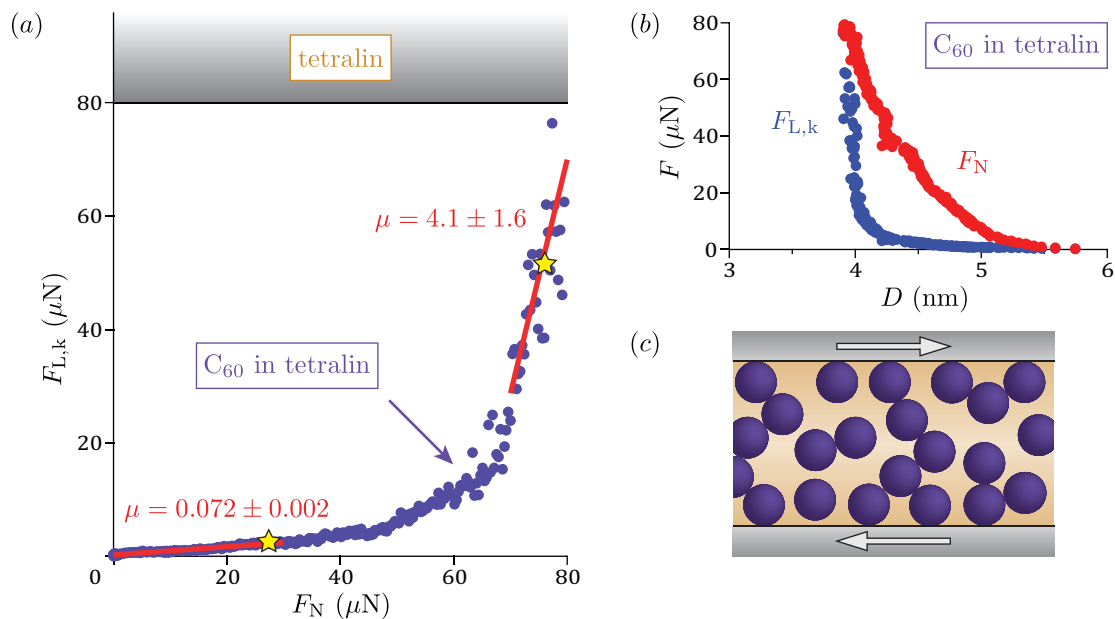 (a)
tetralin
80
60
40
20
0
20
40
60
80
F_L,k (μN)
F_N (μN)
μ = 4.1 ± 1.6
C₆₀ in tetralin
μ = 0.072 ± 0.002
(b)
C₆₀ in tetralin
80
60
40
20
0
3
4
5
6
F (μN)
D (nm)
F_L,k
F_N
(c)